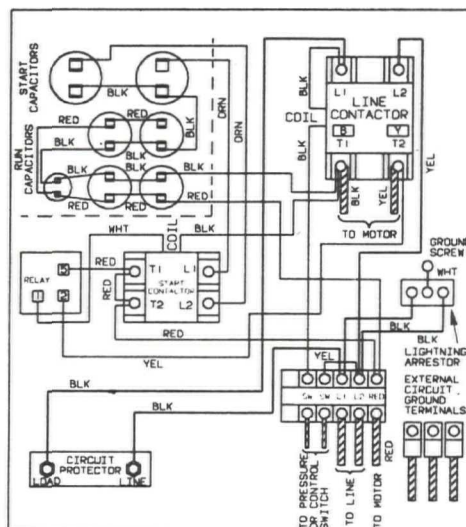 START
CAPACITORS
RUN
CAPACITORS
BLK
RED
RED
BLK
BLK
BLK
RED
RED
ORN
ORN
WHT
COIL
BLK
L1
L2
LINE
CONTACTOR
COIL
B
Y
T1
T2
BLK
BLK
YEL
YEL
TO MOTOR
GROUND
SCREW
WHT
RELAY
5
1
2
RED
RED
T1
L1
START
CONTACTOR
T2
L2
RED
YEL
BLK
BLK
LIGHTNING
ARRESTOR
EXTERNAL
CIRCUIT
GROUND
TERMINALS
BLK
BLK
YEL
SW
SW
L1
L2
RED
RED
CIRCUIT
PROTECTOR
LOAD
LINE
TO PRESSURE
OR CONTROL
SWITCH
TO LINE
TO MOTOR